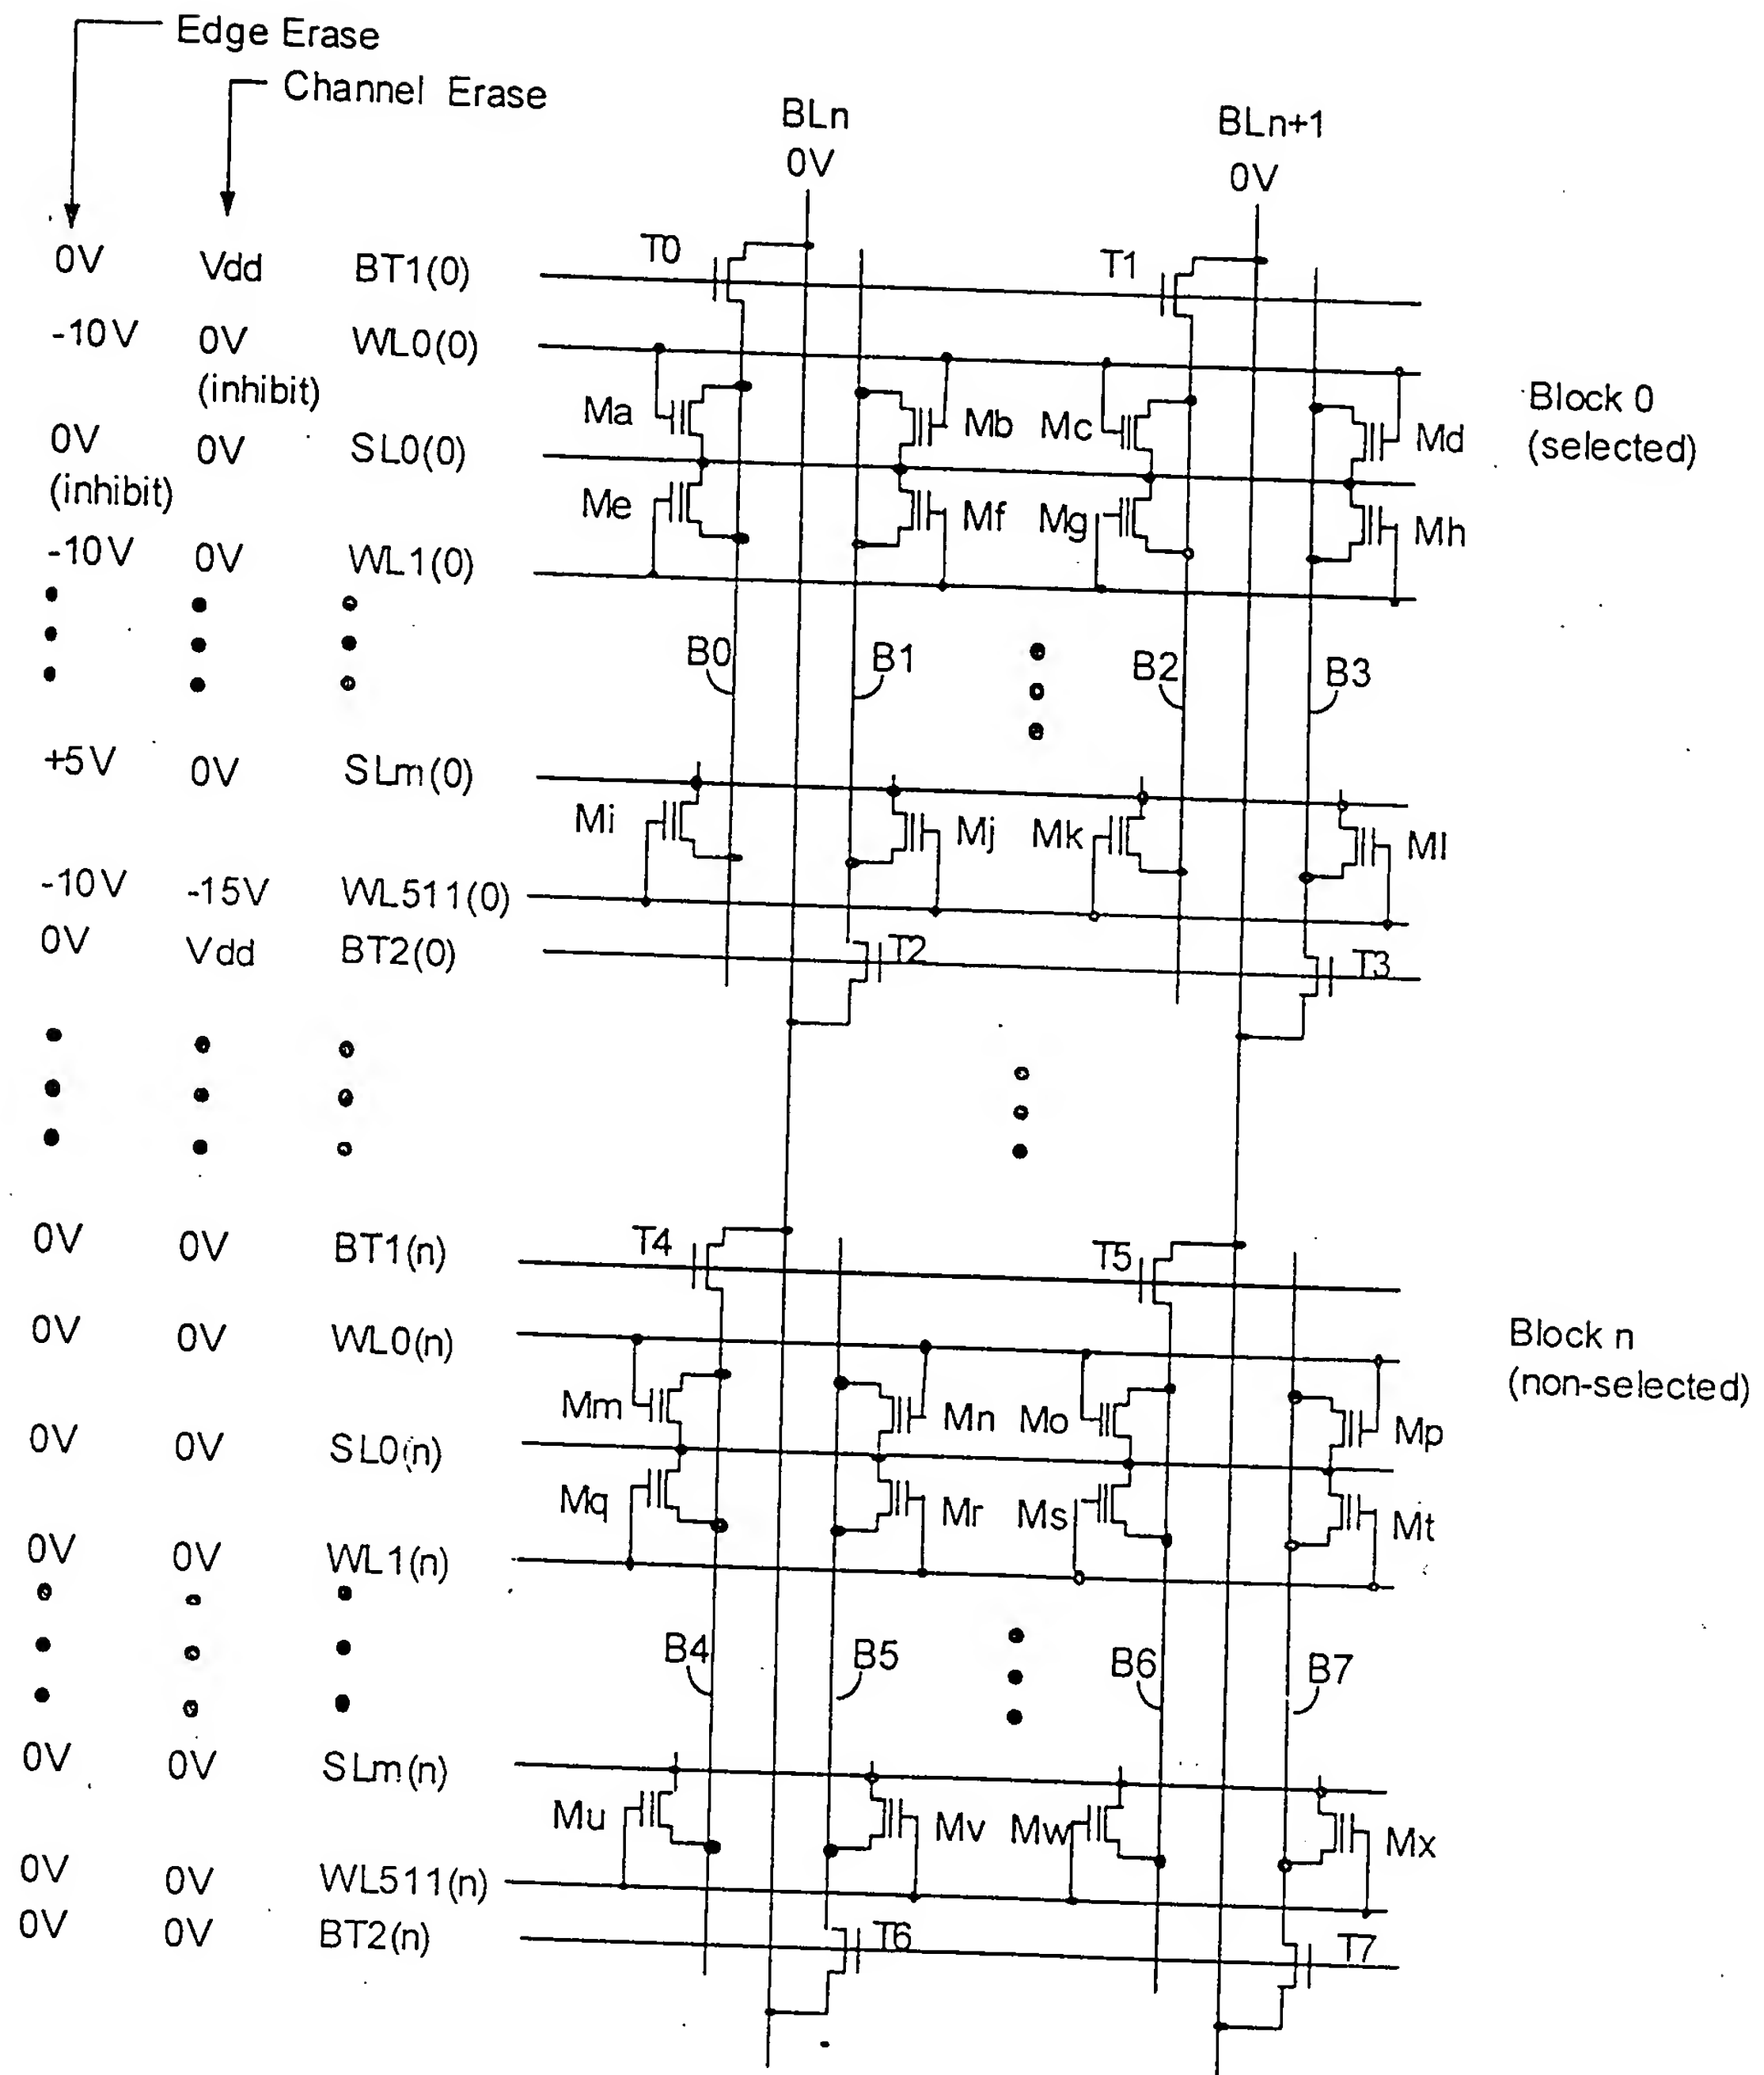 Edge Erase
Channel Erase
BLn
0V
BLn+1
0V
0V Vdd BT1(0) T0 T1
-10V 0V WL0(0)
(inhibit)
Ma Mb Mc Md
Block 0
(selected)
0V 0V SL0(0)
(inhibit)
Me Mf Mg Mh
-10V 0V WL1(0)
B0 B1 B2 B3
+5V 0V SLm(0)
Mi Mj Mk Ml
-10V -15V WL511(0)
0V Vdd BT2(0) T2 T3
0V 0V BT1(n) T4 T5
0V 0V WL0(n)
Block n
(non-selected)
Mm Mn Mo Mp
0V 0V SL0(n)
Mq Mr Ms Mt
0V 0V WL1(n)
B4 B5 B6 B7
0V 0V SLm(n)
Mu Mv Mw Mx
0V 0V WL511(n)
0V 0V BT2(n) T6 T7